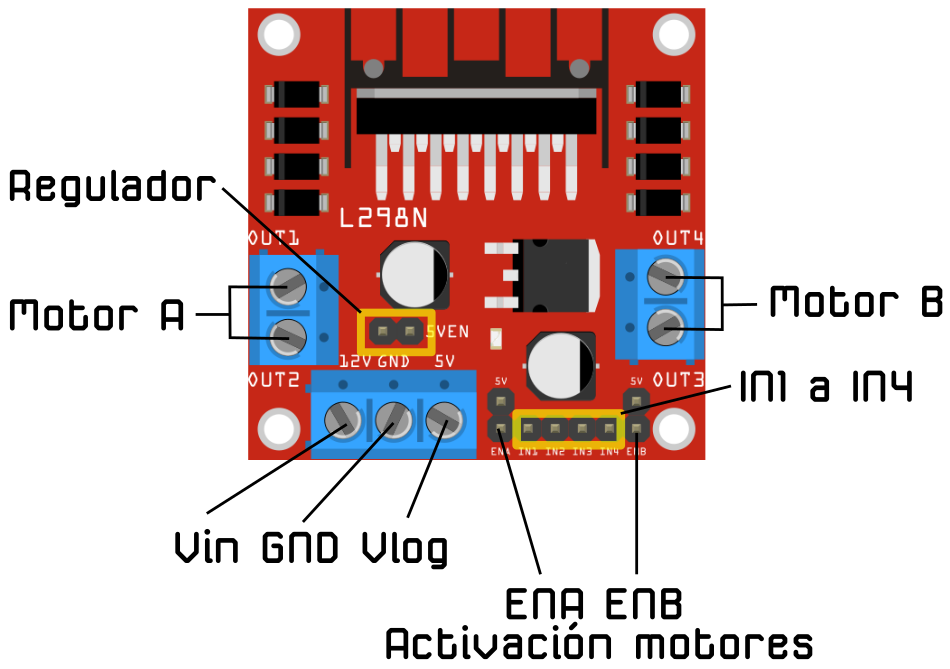 Regulador
L298N
OUT1
OUT4
Motor A
Motor B
5VEN
12V GND 5V
OUT2
5V
5V
OUT3
IN1 a IN4
ENA IN1 IN2 IN3 IN4 ENB
Vin GND Vlog
ENA ENB
Activación motores